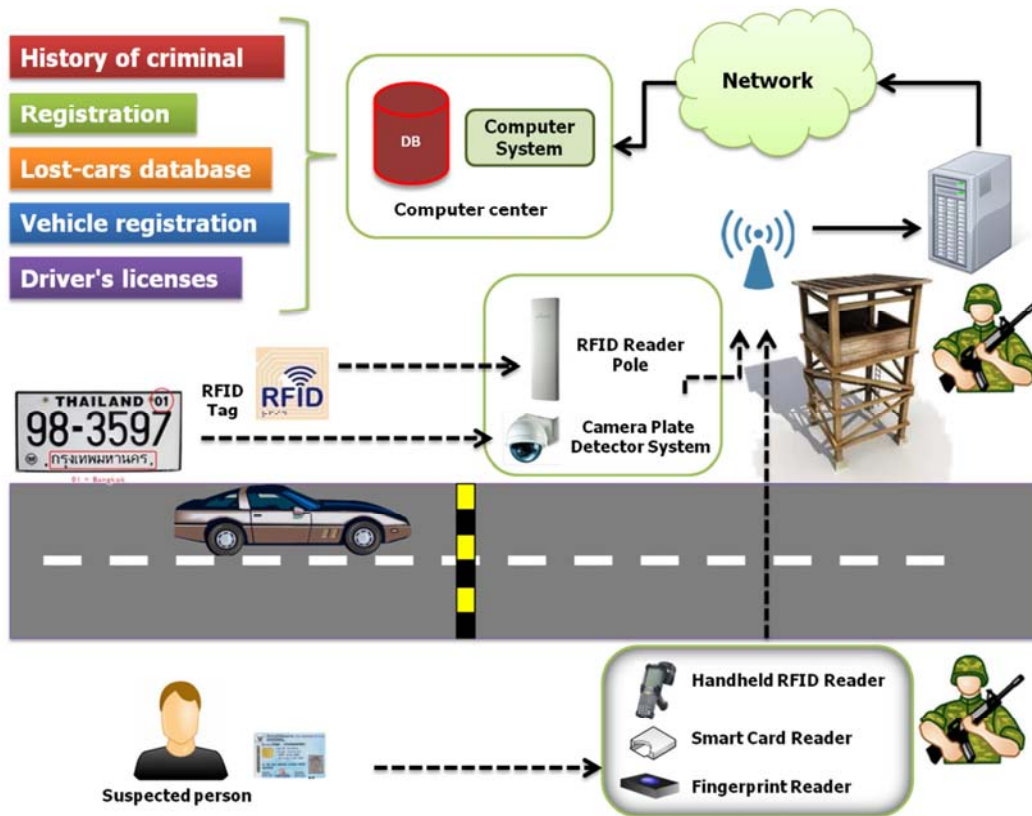 History of criminal
Registration
Lost-cars database
Vehicle registration
Driver's licenses
DB
Computer
System
Computer center
Network
RFID
Tag
RFID
RFID Reader
Pole
Camera Plate
Detector System
THAILAND 01
98-3597
กรุงเทพมหานคร
01 = Bangkok
Suspected person
Handheld RFID Reader
Smart Card Reader
Fingerprint Reader